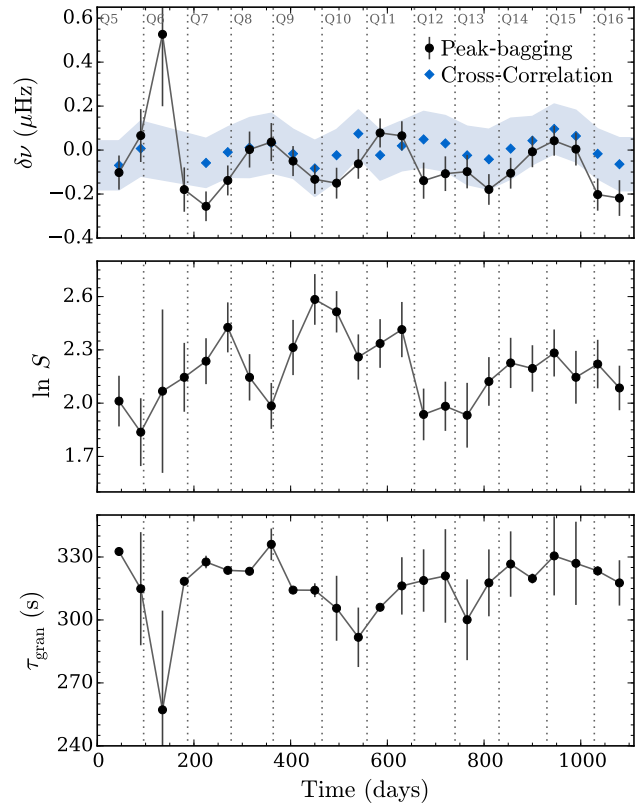 Q5 Q6 Q7 Q8 Q9 Q10 Q11 Q12 Q13 Q14 Q15 Q16
Peak-bagging
Cross-Correlation
0.6
0.4
0.2
0.0
−0.2
−0.4
δν (μHz)
2.6
2.3
2.0
1.7
ln S
330
300
270
240
τgran (s)
0 200 400 600 800 1000
Time (days)